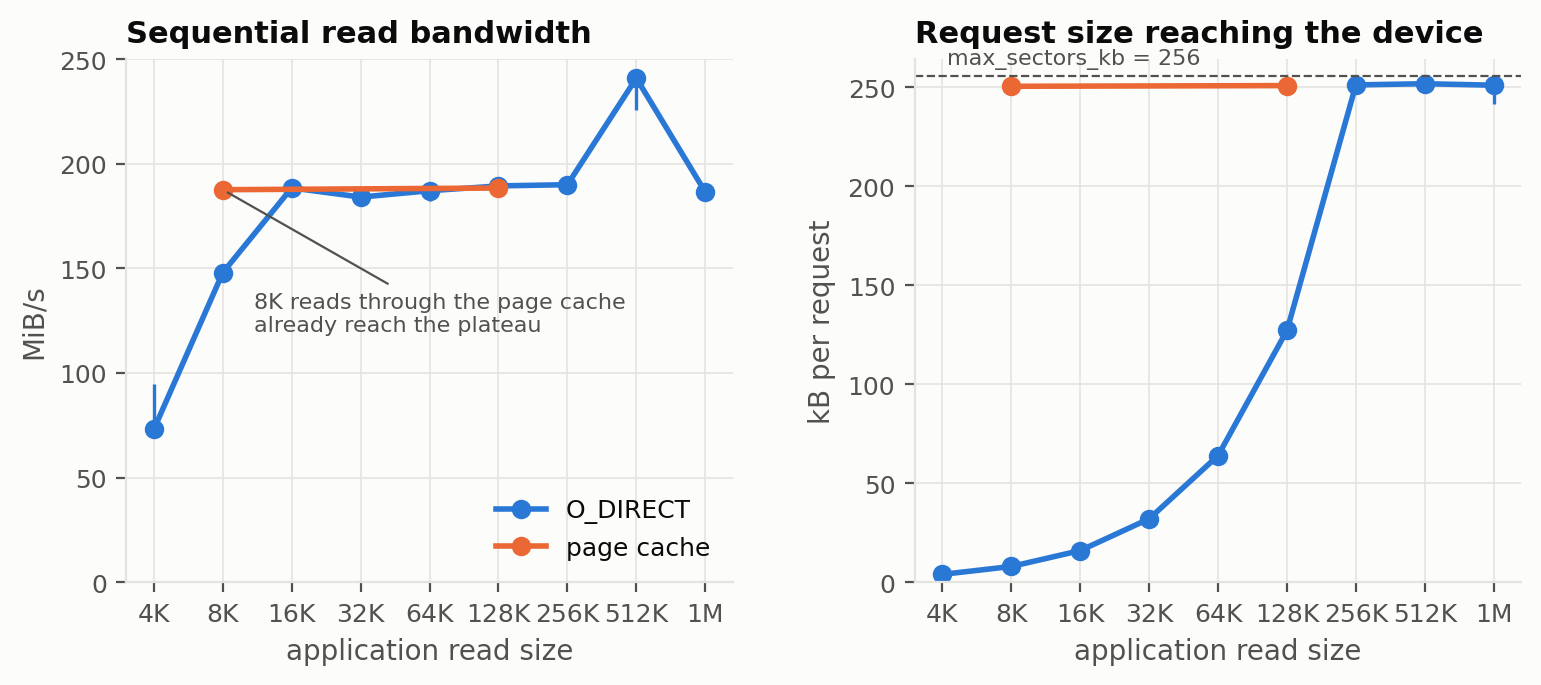 Sequential read bandwidth
250
200
150
100
50
0
MiB/s
8K reads through the page cache
already reach the plateau
O_DIRECT
page cache
4K 8K 16K 32K 64K 128K 256K 512K 1M
application read size
Request size reaching the device
max_sectors_kb = 256
250
200
150
100
50
0
kB per request
4K 8K 16K 32K 64K 128K 256K 512K 1M
application read size